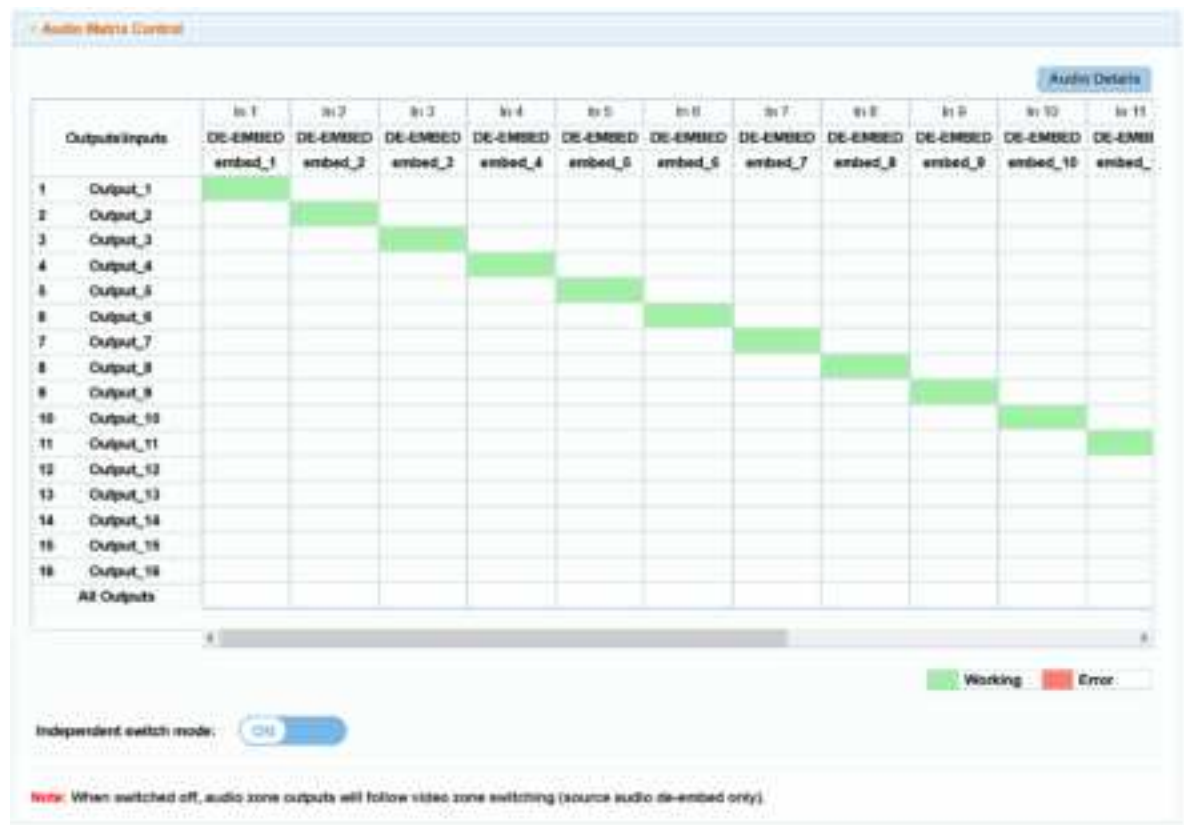 Audio Matrix Control
Audio Details
Outputs\Inputs
In 1 In 2 In 3 In 4 In 5 In 6 In 7 In 8 In 9 In 10 In 11
DE-EMBED DE-EMBED DE-EMBED DE-EMBED DE-EMBED DE-EMBED DE-EMBED DE-EMBED DE-EMBED DE-EMBED DE-EMB
embed_1 embed_2 embed_3 embed_4 embed_5 embed_6 embed_7 embed_8 embed_9 embed_10 embed_
1 Output_1
2 Output_2
3 Output_3
4 Output_4
5 Output_5
6 Output_6
7 Output_7
8 Output_8
9 Output_9
10 Output_10
11 Output_11
12 Output_12
13 Output_13
14 Output_14
15 Output_15
16 Output_16
All Outputs
Working Error
Independent switch mode: ON
Note: When switched off, audio zone outputs will follow video zone switching (source audio de-embed only).